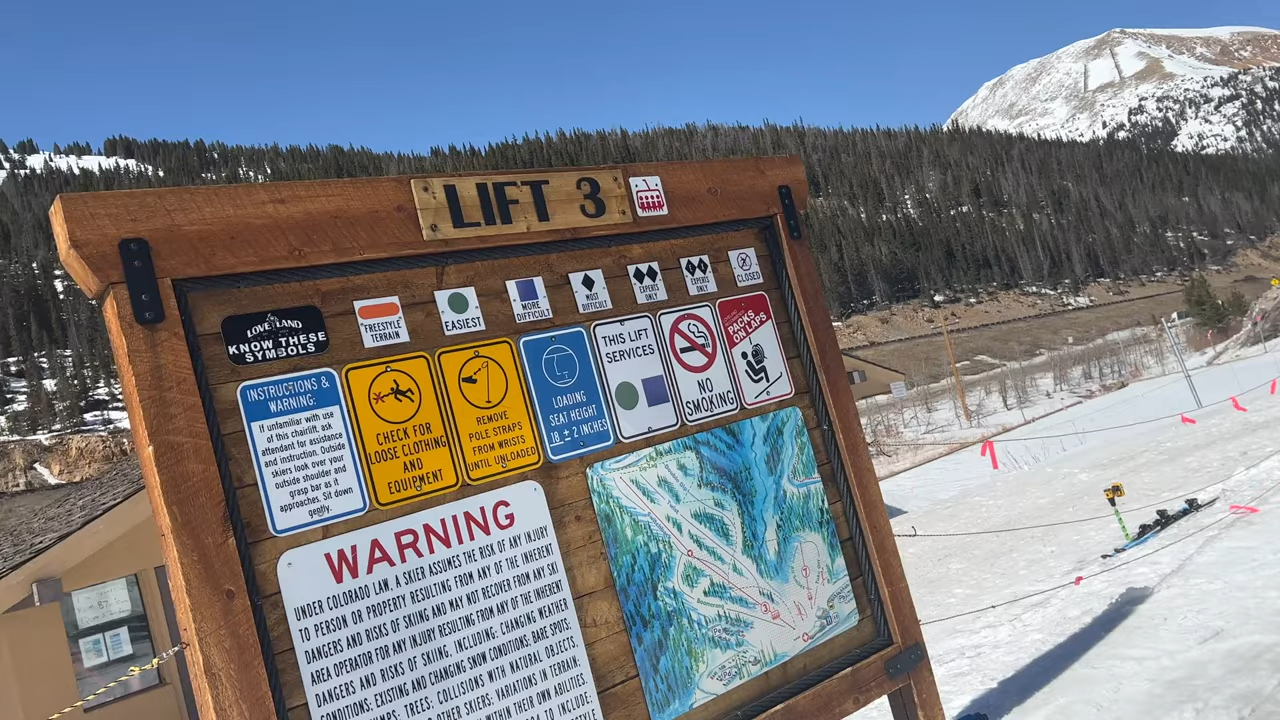 LIFT 3
LOVELAND
KNOW THESE
SYMBOLS
FREESTYLE
TERRAIN
EASIEST
MORE
DIFFICULT
MOST
DIFFICULT
EXPERTS
ONLY
EXPERTS
ONLY
CLOSED
INSTRUCTIONS &
WARNING:
If unfamiliar with use
of this chairlift, ask
attendant for assistance
and instruction. Outside
skiers look over your
outside shoulder and
grasp bar as it
approaches. Sit down
gently.
CHECK FOR
LOOSE CLOTHING
AND
EQUIPMENT
REMOVE
POLE STRAPS
FROM WRISTS
UNTIL UNLOADED
LOADING
SEAT HEIGHT
18 ± 2 INCHES
THIS LIFT
SERVICES
NO
SMOKING
PACKS
ON LAPS
WARNING
UNDER COLORADO LAW, A SKIER ASSUMES THE RISK OF ANY INJURY
TO PERSON OR PROPERTY RESULTING FROM ANY OF THE INHERENT
DANGERS AND RISKS OF SKIING AND MAY NOT RECOVER FROM ANY SKI
AREA OPERATOR FOR ANY INJURY RESULTING FROM ANY OF THE INHERENT
DANGERS AND RISKS OF SKIING, INCLUDING: CHANGING WEATHER
CONDITIONS; EXISTING AND CHANGING SNOW CONDITIONS; BARE SPOTS;
TREES; COLLISIONS WITH NATURAL OBJECTS,
OTHER SKIERS; VARIATIONS IN TERRAIN;
WITHIN THEIR OWN ABILITIES.
TO INCLUDE,
3